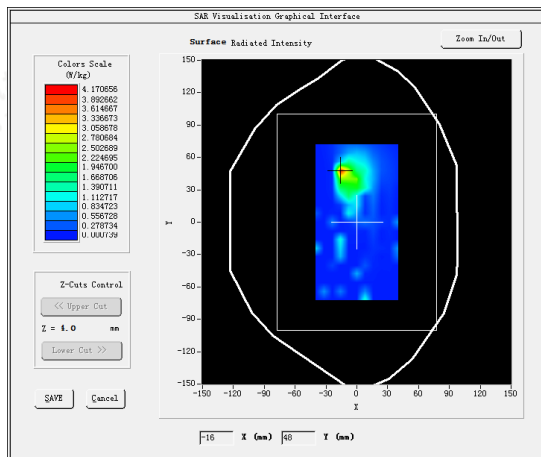 SAR Visualisation Graphical Interface
Surface Radiated Intensity
Zoom In/Out
Colors Scale
(W/kg)
4.170656
3.892662
3.614667
3.336673
3.058678
2.780684
2.502689
2.224695
1.946700
1.668706
1.390711
1.112717
0.834723
0.556728
0.278734
0.000739
Z-Cuts Control
<< Upper Cut
Z = 4.0 mm
Lower Cut >>
SAVE
Cancel
150
120
90
60
30
0
-30
-60
-90
-120
-150
Y
-150 -120 -90 -60 -30 0 30 60 90 120 150
X
-16 X (mm) 48 Y (mm)